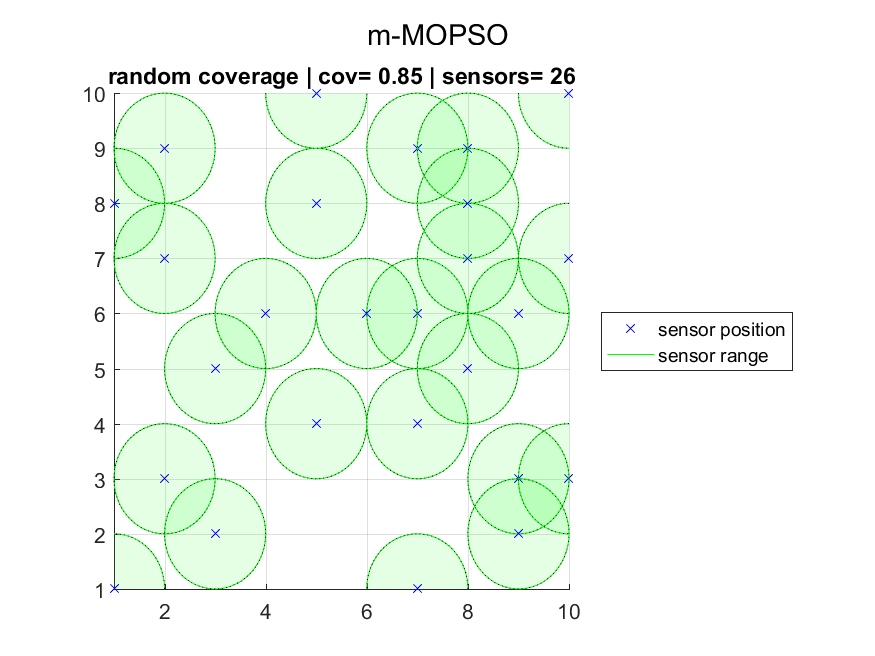 m-MOPSO
random coverage | cov= 0.85 | sensors= 26
10
9
8
7
6
5
4
3
2
1
2 4 6 8 10
sensor position
sensor range